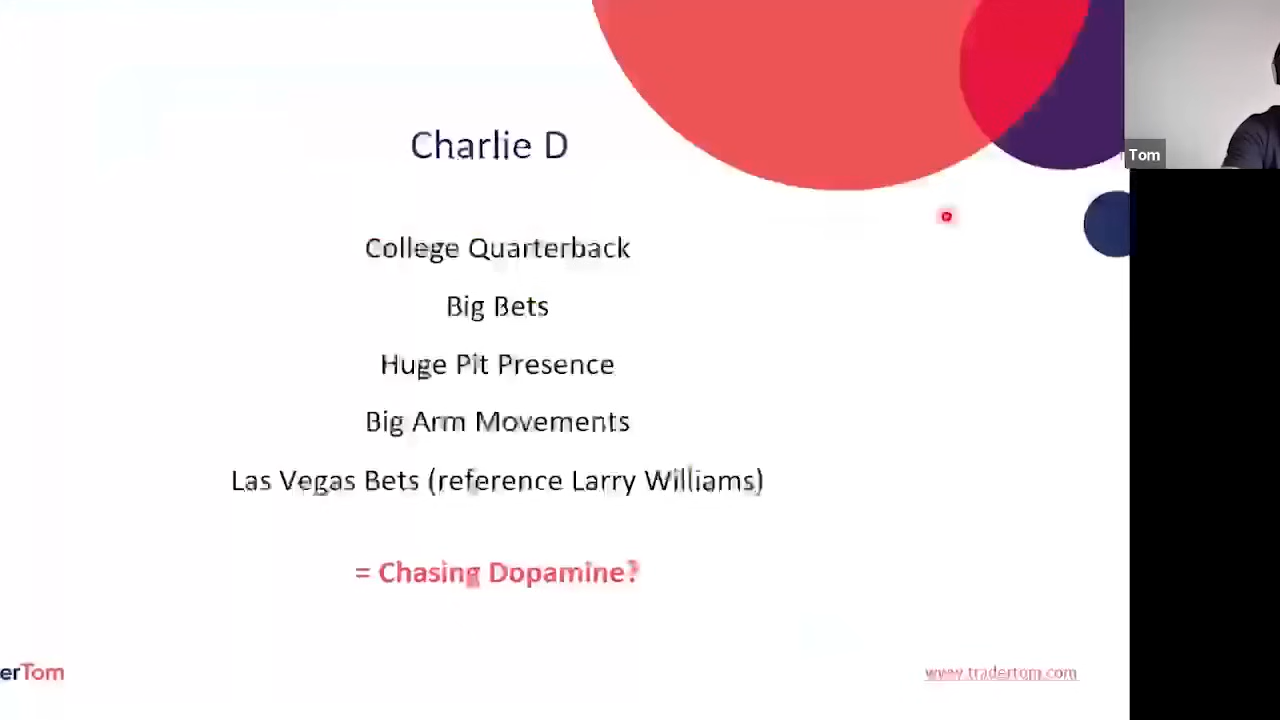 Charlie D
Tom
College Quarterback
Big Bets
Huge Pit Presence
Big Arm Movements
Las Vegas Bets (reference Larry Williams)
= Chasing Dopamine?
erTom
www.tradertom.com